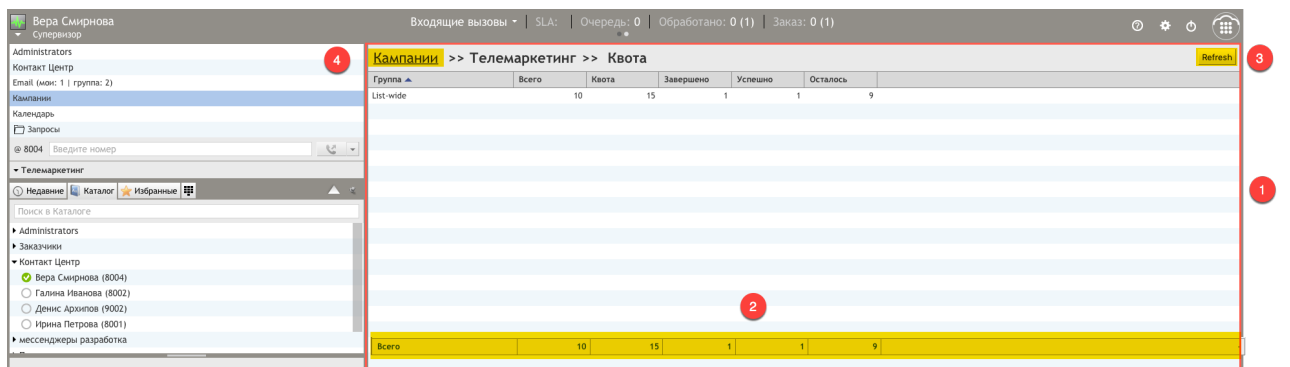 Вера Смирнова
Супервизор
Входящие вызовы
SLA:
Очередь: 0
Обработано: 0 (1)
Заказ: 0 (1)
Administrators
Контакт Центр
Email (мои: 1 | группа: 2)
Кампании
Календарь
Запросы
@ 8004 Введите номер
Телемаркетинг
Недавние Каталог Избранные
Поиск в Каталоге
Administrators
Заказчики
Контакт Центр
Вера Смирнова (8004)
Галина Иванова (8002)
Денис Архипов (9002)
Ирина Петрова (8001)
мессенджеры разработка
4
Кампании >> Телемаркетинг >> Квота
Refresh
3
Группа Всего Квота Завершено Успешно Осталось
List-wide 10 15 1 1 9
1
2
Всего 10 15 1 1 9